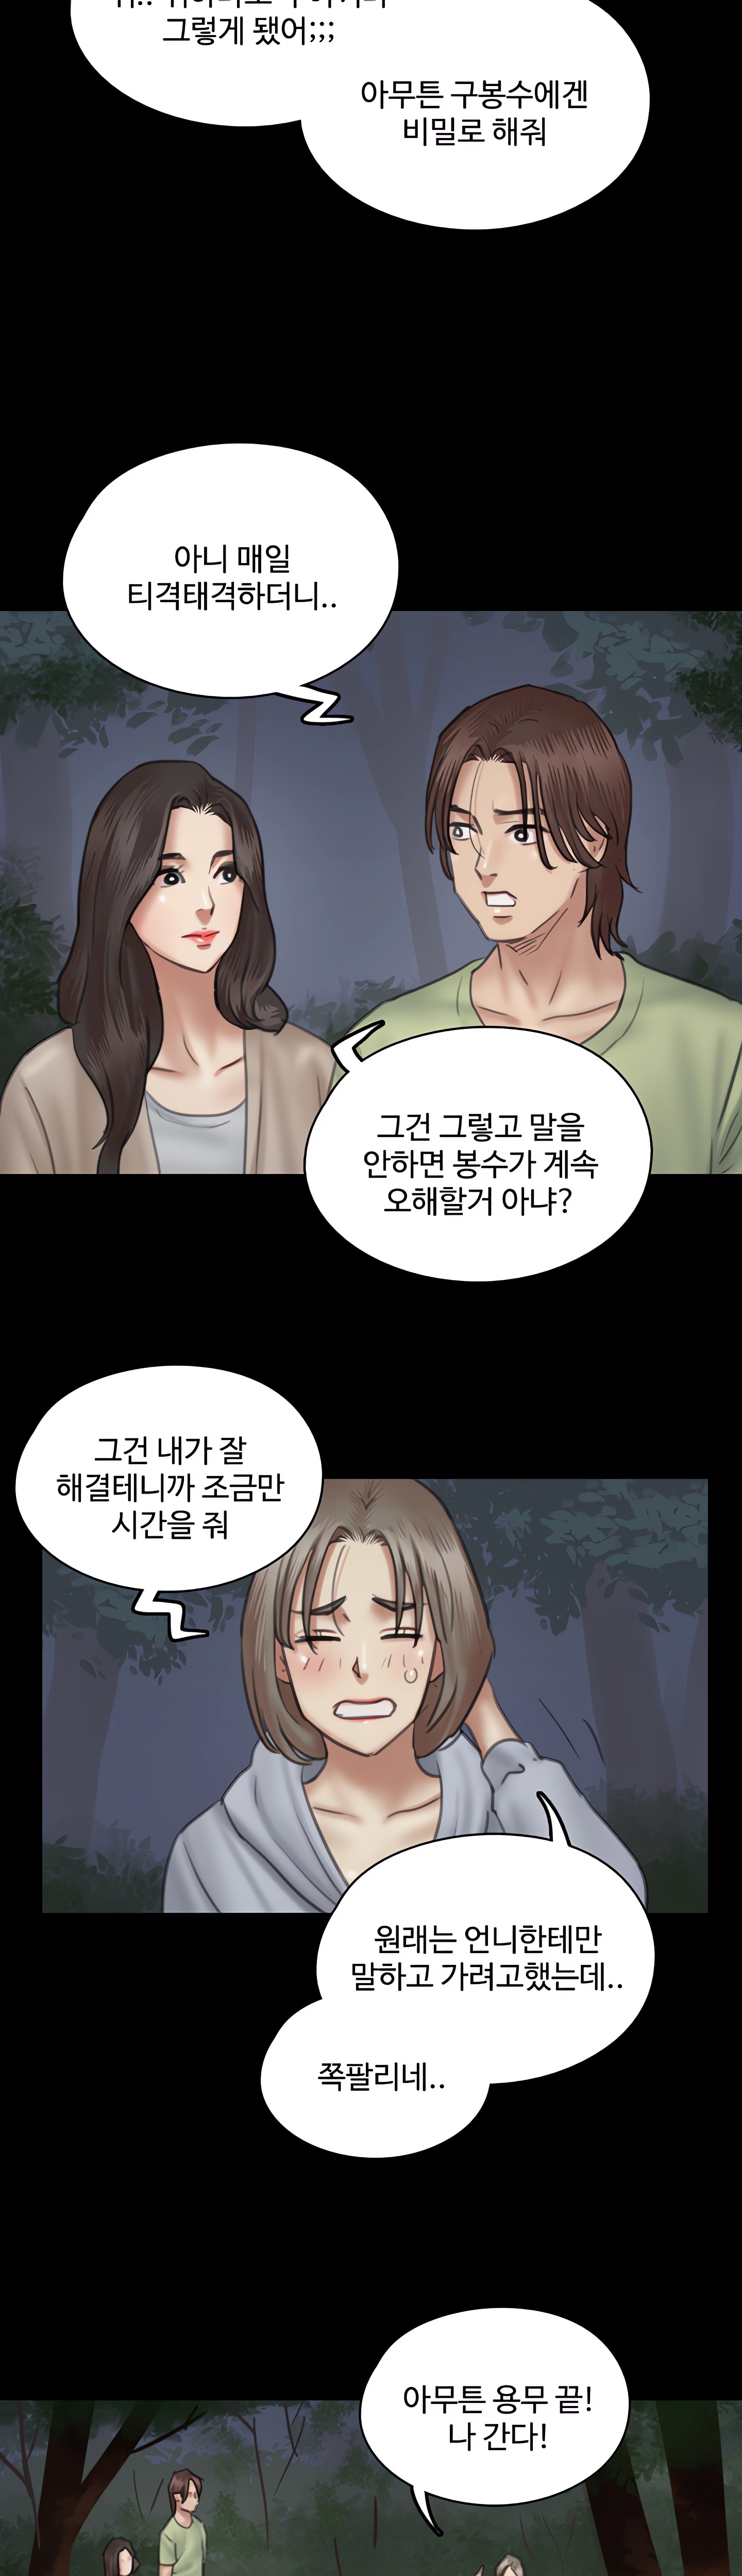 그렇게 됐어;;;
아무튼 구봉수에겐
비밀로 해줘
아니 매일
티격태격하더니..
그건 그렇고 말을
안하면 봉수가 계속
오해할거 아냐?
그건 내가 잘
해결테니까 조금만
시간을 줘
원래는 언니한테만
말하고 가려고했는데..
쪽팔리네..
아무튼 용무 끝!
나 간다!